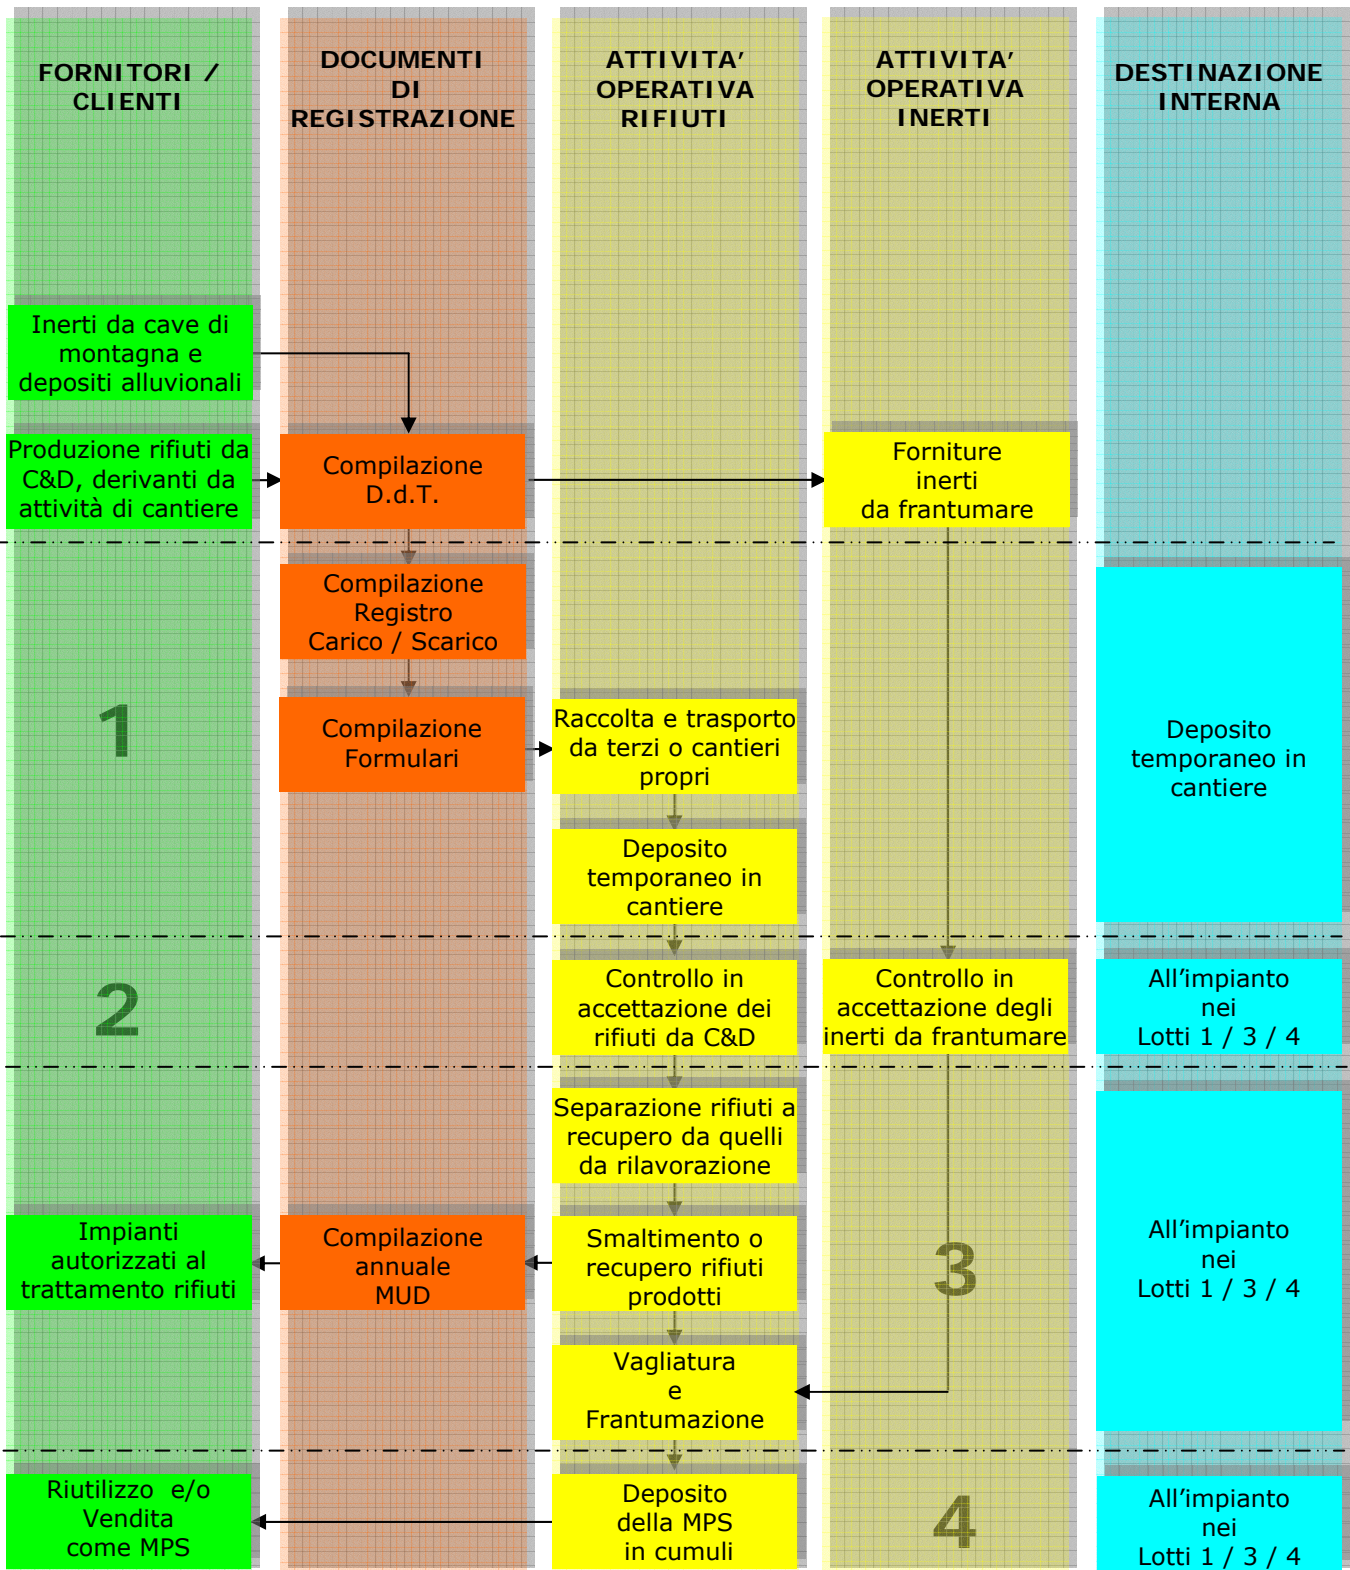 FORNITORI /
CLIENTI
DOCUMENTI
DI
REGISTRAZIONE
ATTIVITA'
OPERATIVA
RIFIUTI
ATTIVITA'
OPERATIVA
INERTI
DESTINAZIONE
INTERNA
Inerti da cave di
montagna e
depositi alluvionali
Produzione rifiuti da
C&D, derivanti da
attività di cantiere
Compilazione
D.d.T.
Forniture
inerti
da frantumare
Compilazione
Registro
Carico / Scarico
1
Compilazione
Formulari
Raccolta e trasporto
da terzi o cantieri
propri
Deposito
temporaneo in
cantiere
Deposito
temporaneo in
cantiere
2
Controllo in
accettazione dei
rifiuti da C&D
Controllo in
accettazione degli
inerti da frantumare
All'impianto
nei
Lotti 1 / 3 / 4
Separazione rifiuti a
recupero da quelli
da rilavorazione
Impianti
autorizzati al
trattamento rifiuti
Compilazione
annuale
MUD
Smaltimento o
recupero rifiuti
prodotti
3
All'impianto
nei
Lotti 1 / 3 / 4
Vagliatura
e
Frantumazione
Riutilizzo e/o
Vendita
come MPS
Deposito
della MPS
in cumuli
4
All'impianto
nei
Lotti 1 / 3 / 4